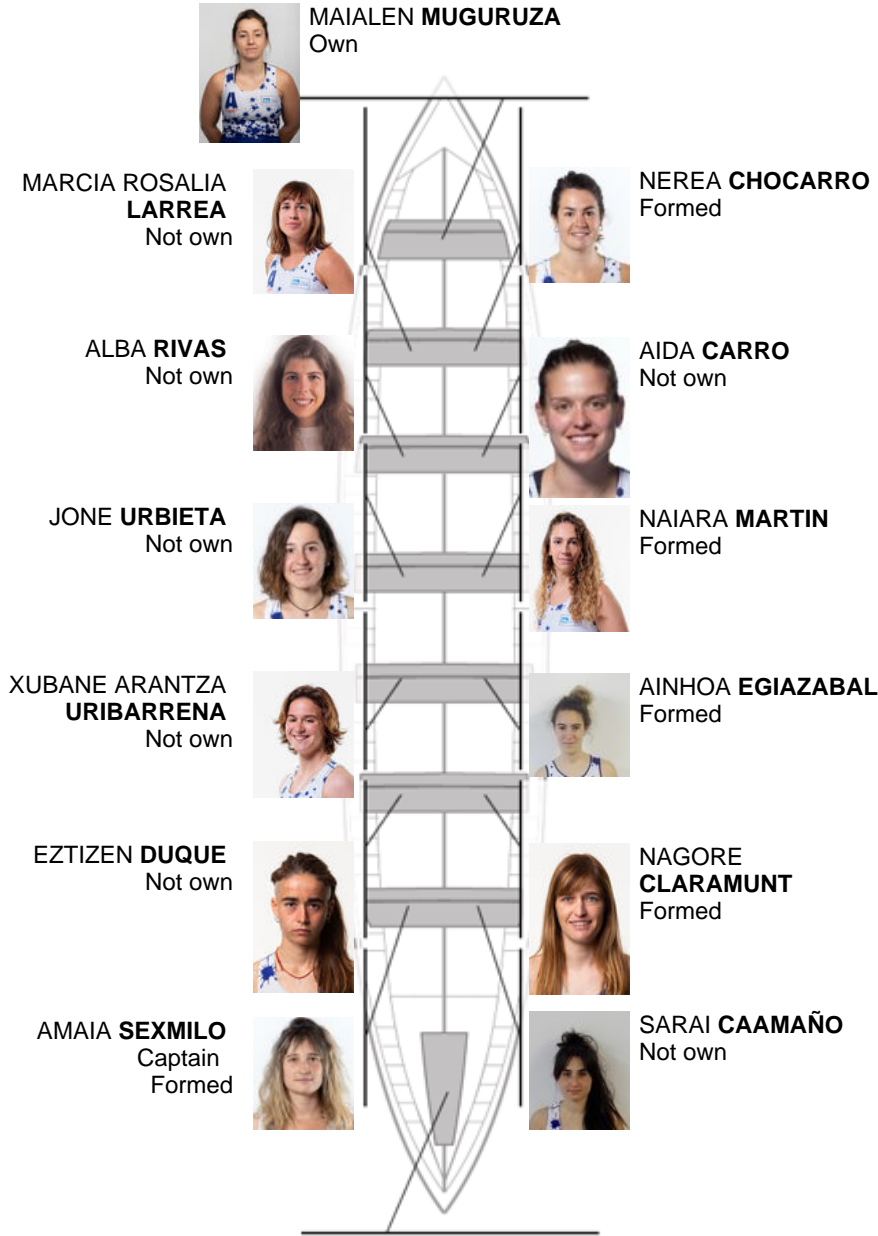 MAIALEN MUGURUZA
Own
MARCIA ROSALIA
LARREA
Not own
NEREA CHOCARRO
Formed
ALBA RIVAS
Not own
AIDA CARRO
Not own
JONE URBIETA
Not own
NAIARA MARTIN
Formed
XUBANE ARANTZA
URIBARRENA
Not own
AINHOA EGIAZABAL
Formed
EZTIZEN DUQUE
Not own
NAGORE
CLARAMUNT
Formed
AMAIA SEXMILO
Captain
Formed
SARAI CAAMAÑO
Not own